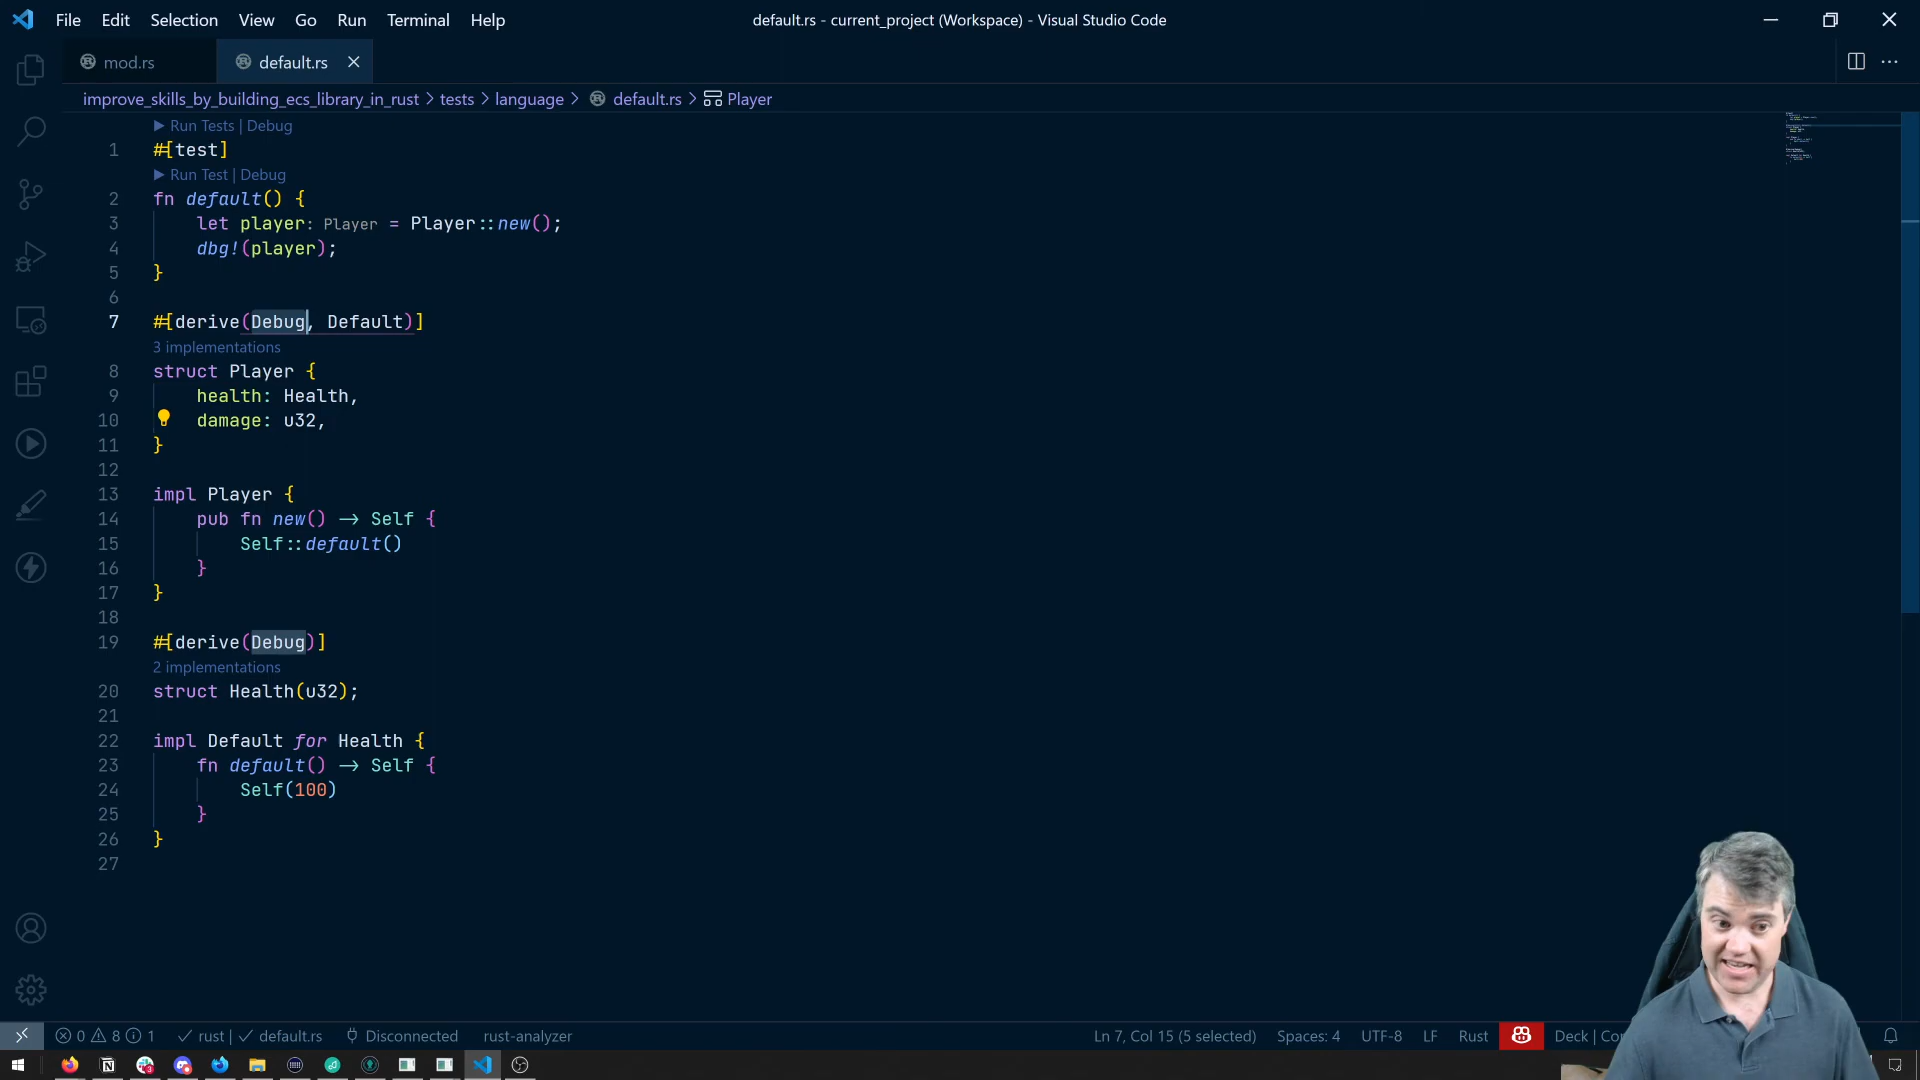 File Edit Selection View Go Run Terminal Help
default.rs - current_project (Workspace) - Visual Studio Code
mod.rs
default.rs
improve_skills_by_building_ecs_library_in_rust > tests > language > default.rs > Player
Run Tests | Debug
1 #[test]
Run Test | Debug
2 fn default() {
3 let player: Player = Player::new();
4 dbg!(player);
5 }
6
7 #[derive(Debug, Default)]
3 implementations
8 struct Player {
9 health: Health,
10 damage: u32,
11 }
12
13 impl Player {
14 pub fn new() -> Self {
15 Self::default()
16 }
17 }
18
19 #[derive(Debug)]
2 implementations
20 struct Health(u32);
21
22 impl Default for Health {
23 fn default() -> Self {
24 Self(100)
25 }
26 }
27
0 8 1 rust | default.rs Disconnected rust-analyzer
Ln 7, Col 15 (5 selected) Spaces: 4 UTF-8 LF Rust Deck |